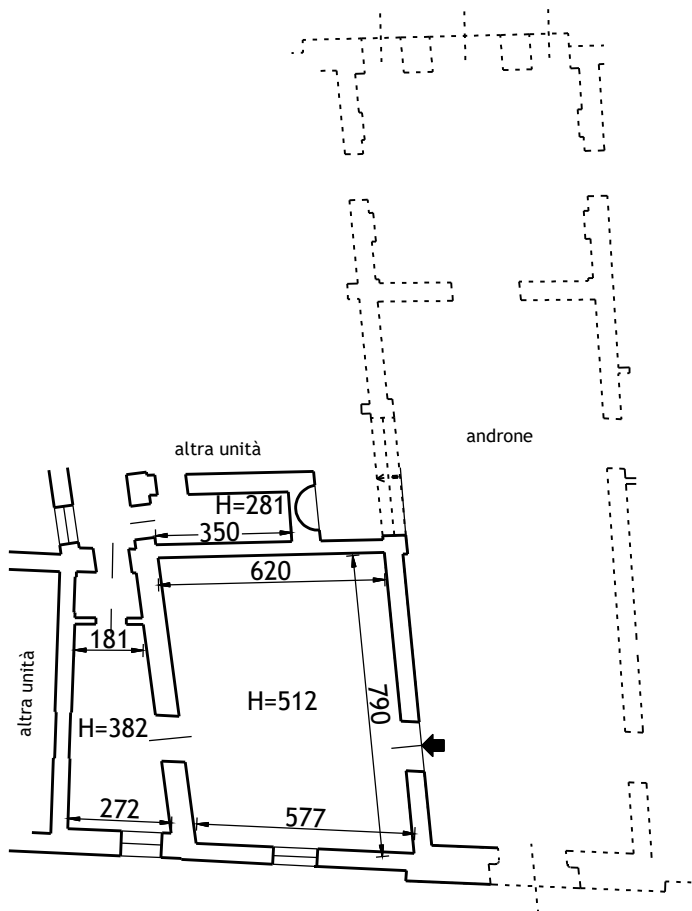 androne
altra unità
H=281
350
620
181
altra unità
790
H=512
H=382
272
577